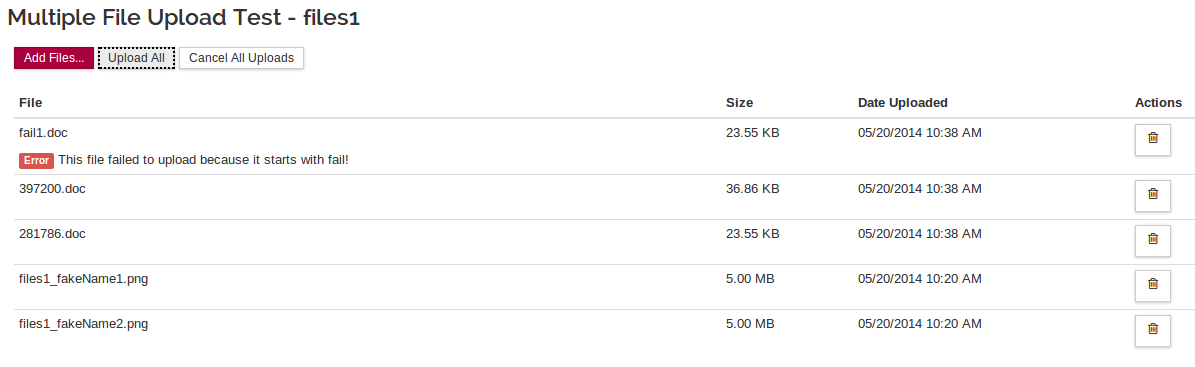 Multiple File Upload Test - files1
Add Files... Upload All Cancel All Uploads
File Size Date Uploaded Actions
fail1.doc 23.55 KB 05/20/2014 10:38 AM
Error This file failed to upload because it starts with fail!
397200.doc 36.86 KB 05/20/2014 10:38 AM
281786.doc 23.55 KB 05/20/2014 10:38 AM
files1_fakeName1.png 5.00 MB 05/20/2014 10:20 AM
files1_fakeName2.png 5.00 MB 05/20/2014 10:20 AM